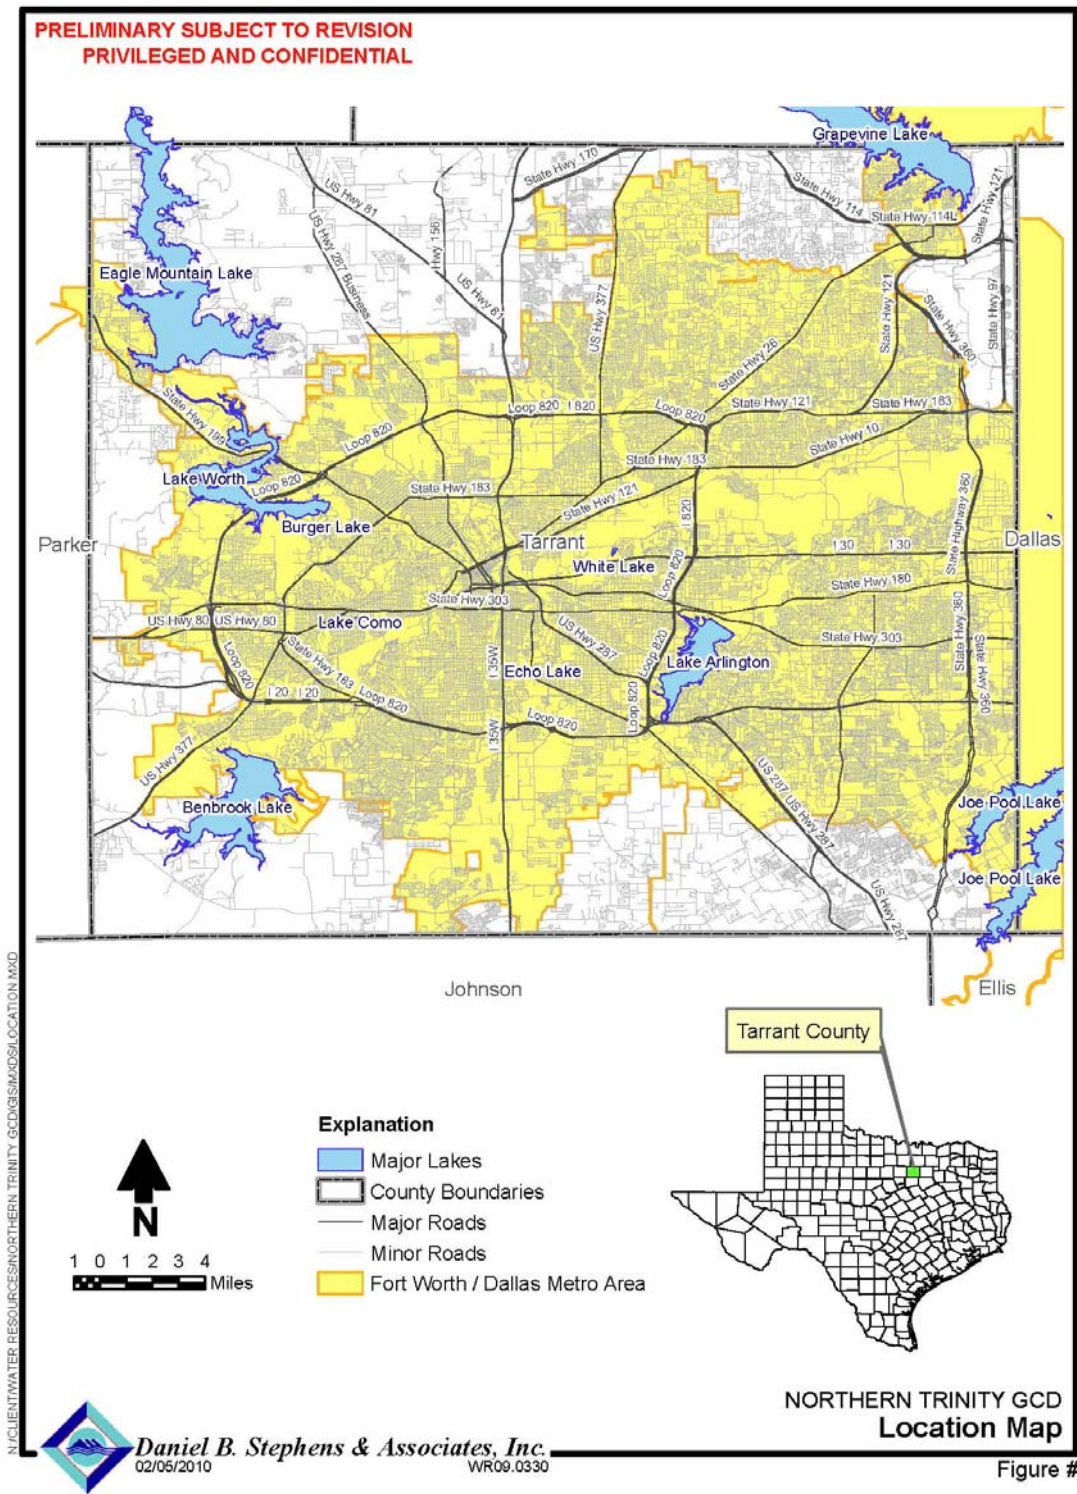 PRELIMINARY SUBJECT TO REVISION
PRIVILEGED AND CONFIDENTIAL
Grapevine Lake
State Hwy 170
State Hwy 121
US Hwy 81
State Hwy 114
State Hwy 114L
Hwy 156
US Hwy 287 Business
Eagle Mountain Lake
US Hwy 81
US Hwy 377
State Hwy 121
State Hwy 97
State Hwy 360
State Hwy 26
State Hwy 199
Loop 820
Loop 820 I 820
Loop 820
State Hwy 121
State Hwy 183
State Hwy 10
State Hwy 183
Lake Worth
Loop 820
State Hwy 183
State Hwy 121
I 820
State Highway 360
Burger Lake
Parker
Tarrant
Dallas
I 30
I 30
White Lake
Loop 820
State Hwy 180
State Hwy 303
US Hwy 80
US Hwy 80
Lake Como
US Hwy 287
State Hwy 303
State Hwy 360
State Hwy 360
Loop 820
State Hwy 183
I 35W
Echo Lake
Loop 820
Lake Arlington
I 20
I 20
Loop 820
Loop 820
Loop 820
I 35W
US Hwy 377
US 287 US Hwy 287
Benbrook Lake
Joe Pool Lake
Joe Pool Lake
US Hwy 287
Johnson
Ellis
Tarrant County
Explanation
Major Lakes
County Boundaries
Major Roads
Minor Roads
Fort Worth / Dallas Metro Area
N
1 0 1 2 3 4
Miles
N:\CLIENT\WATER RESOURCES\NORTHERN TRINITY GCD\GIS\MXDS\LOCATION.MXD
NORTHERN TRINITY GCD
Location Map
Daniel B. Stephens & Associates, Inc.
02/05/2010
WR09.0330
Figure #